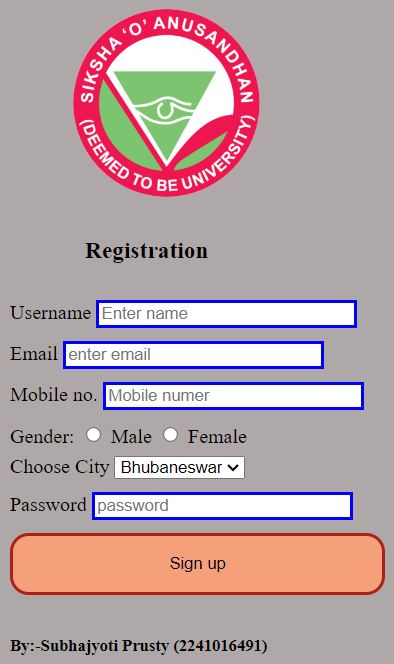 SIKSHA ‘O’ ANUSANDHAN
(DEEMED TO BE UNIVERSITY)
Registration
Username Enter name
Email enter email
Mobile no. Mobile numer
Gender: Male Female
Choose City Bhubaneswar
Password password
Sign up
By:-Subhajyoti Prusty (2241016491)